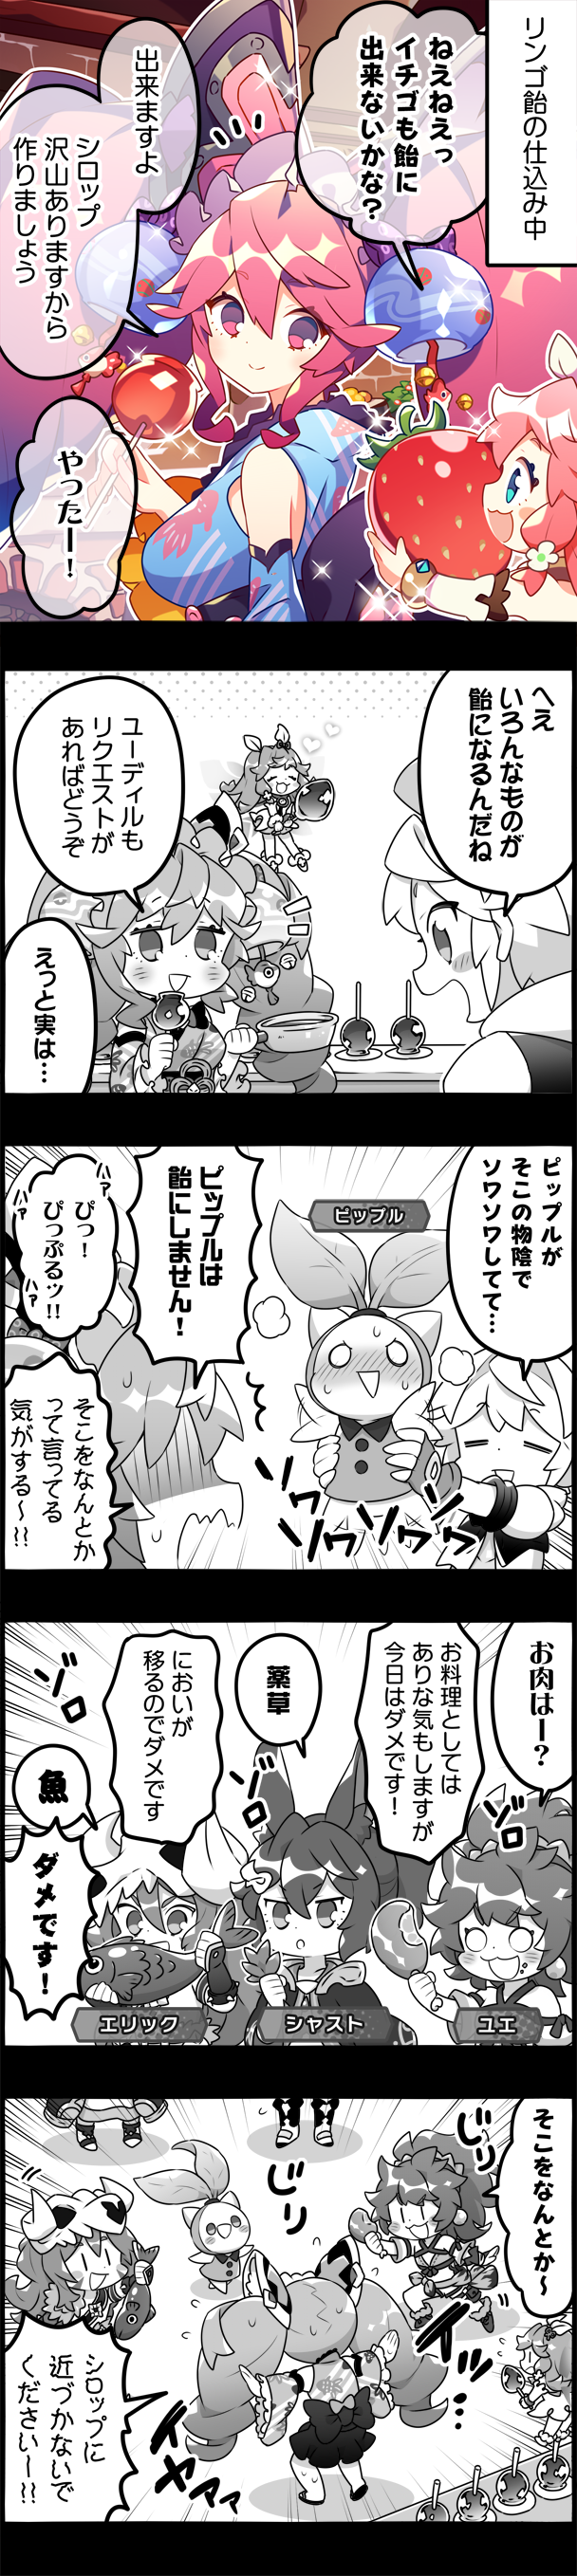 リンゴ飴の仕込み中
ねえねえっ
イチゴも飴に
出来ないかな？
出来ますよ
シロップ
沢山ありますから
作りましょう
やったー！
へえ
いろんなものが
飴になるんだね
ユーディルも
リクエストが
あればどうぞ
えっと実は…
ピップルが
そこの物陰で
ソワソワしてて…
ピップル
ピップルは
飴にしません！
ハァ
ハァ
ぴっ！
ぴっぷるッ!!
ハァ
そこをなんとか
って言ってる
気がする〜!!
ソワ
ソワ
ソワ
お肉はー？
お料理としては
ありな気もしますが
今日はダメです！
薬草
においが
移るのでダメです
魚
ダメです！
ゾロ
ゾロ
ゾロ
ユエ
シャスト
エリック
そこをなんとか〜
じり
じり
ねぇッ…
イヤァァ
シロップに
近づかないで
ください〜!!